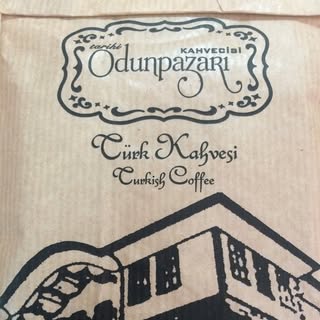 tarihi KAHVECİSİ
Odunpazarı
Türk Kahvesi
Turkish Coffee